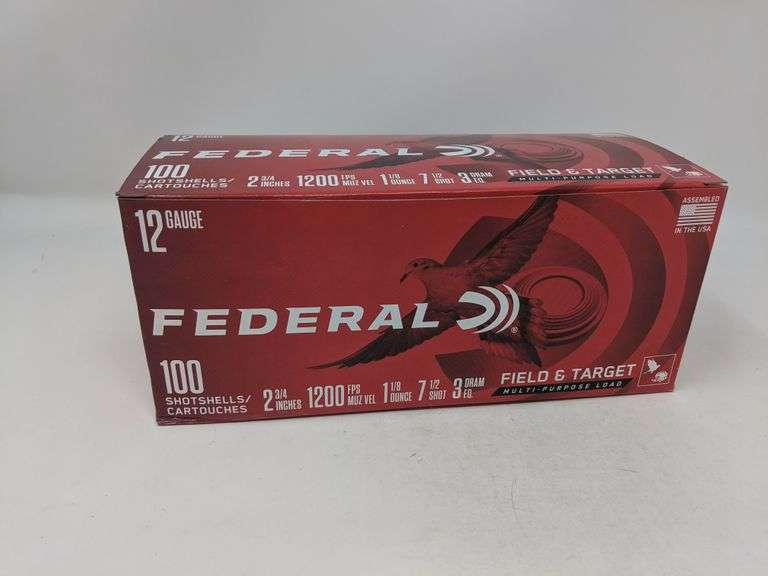 12 GAUGE
FEDERAL
100
SHOTSHELLS/
CARTOUCHES
2 3/4 INCHES 1200 FPS MUZ VEL 1 1/8 OUNCE 7 1/2 SHOT 3 DRAM EQ.
FIELD & TARGET
MULTI-PURPOSE LOAD
12 GAUGE
ASSEMBLED
IN THE USA
FEDERAL®
100
SHOTSHELLS/
CARTOUCHES
2 3/4 INCHES 1200 FPS MUZ VEL 1 1/8 OUNCE 7 1/2 SHOT 3 DRAM EQ.
FIELD & TARGET
MULTI-PURPOSE LOAD